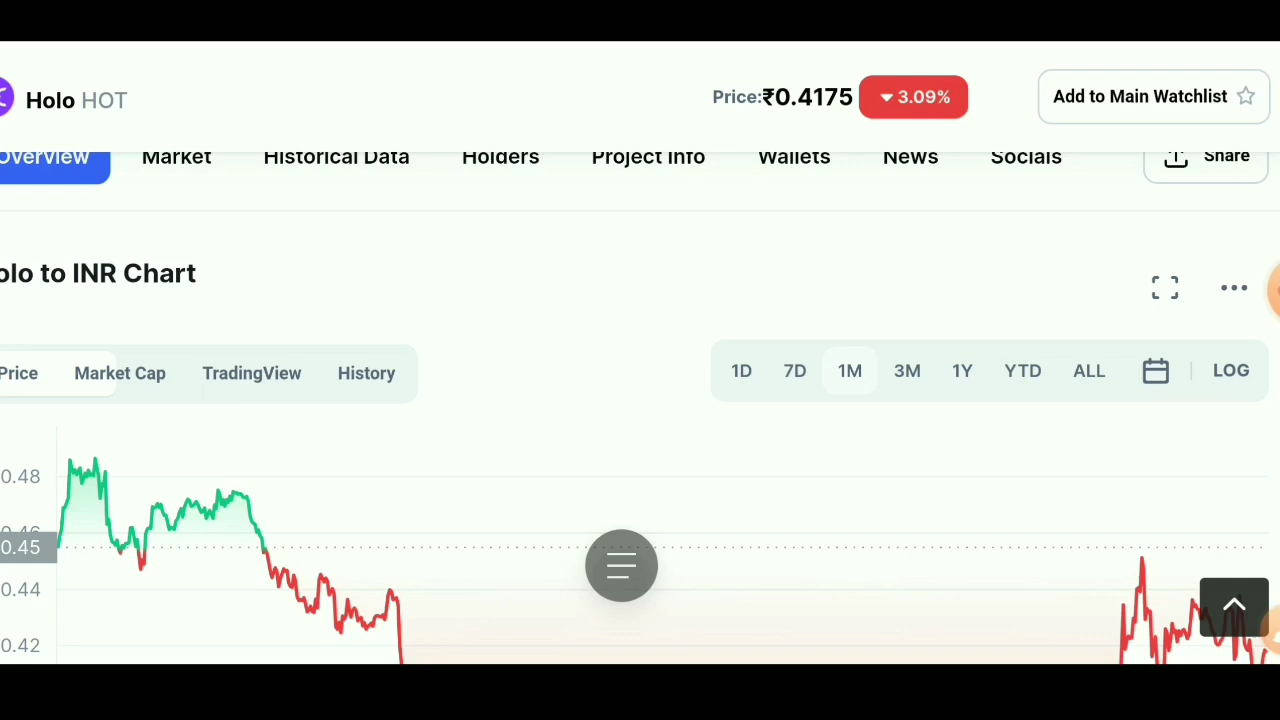 Holo HOT
Price:₹0.4175 3.09%
Add to Main Watchlist
Overview Market Historical Data Holders Project Info Wallets News Socials Share
olo to INR Chart
Price Market Cap TradingView History
1D 7D 1M 3M 1Y YTD ALL LOG
0.48
0.46
0.45
0.44
0.42